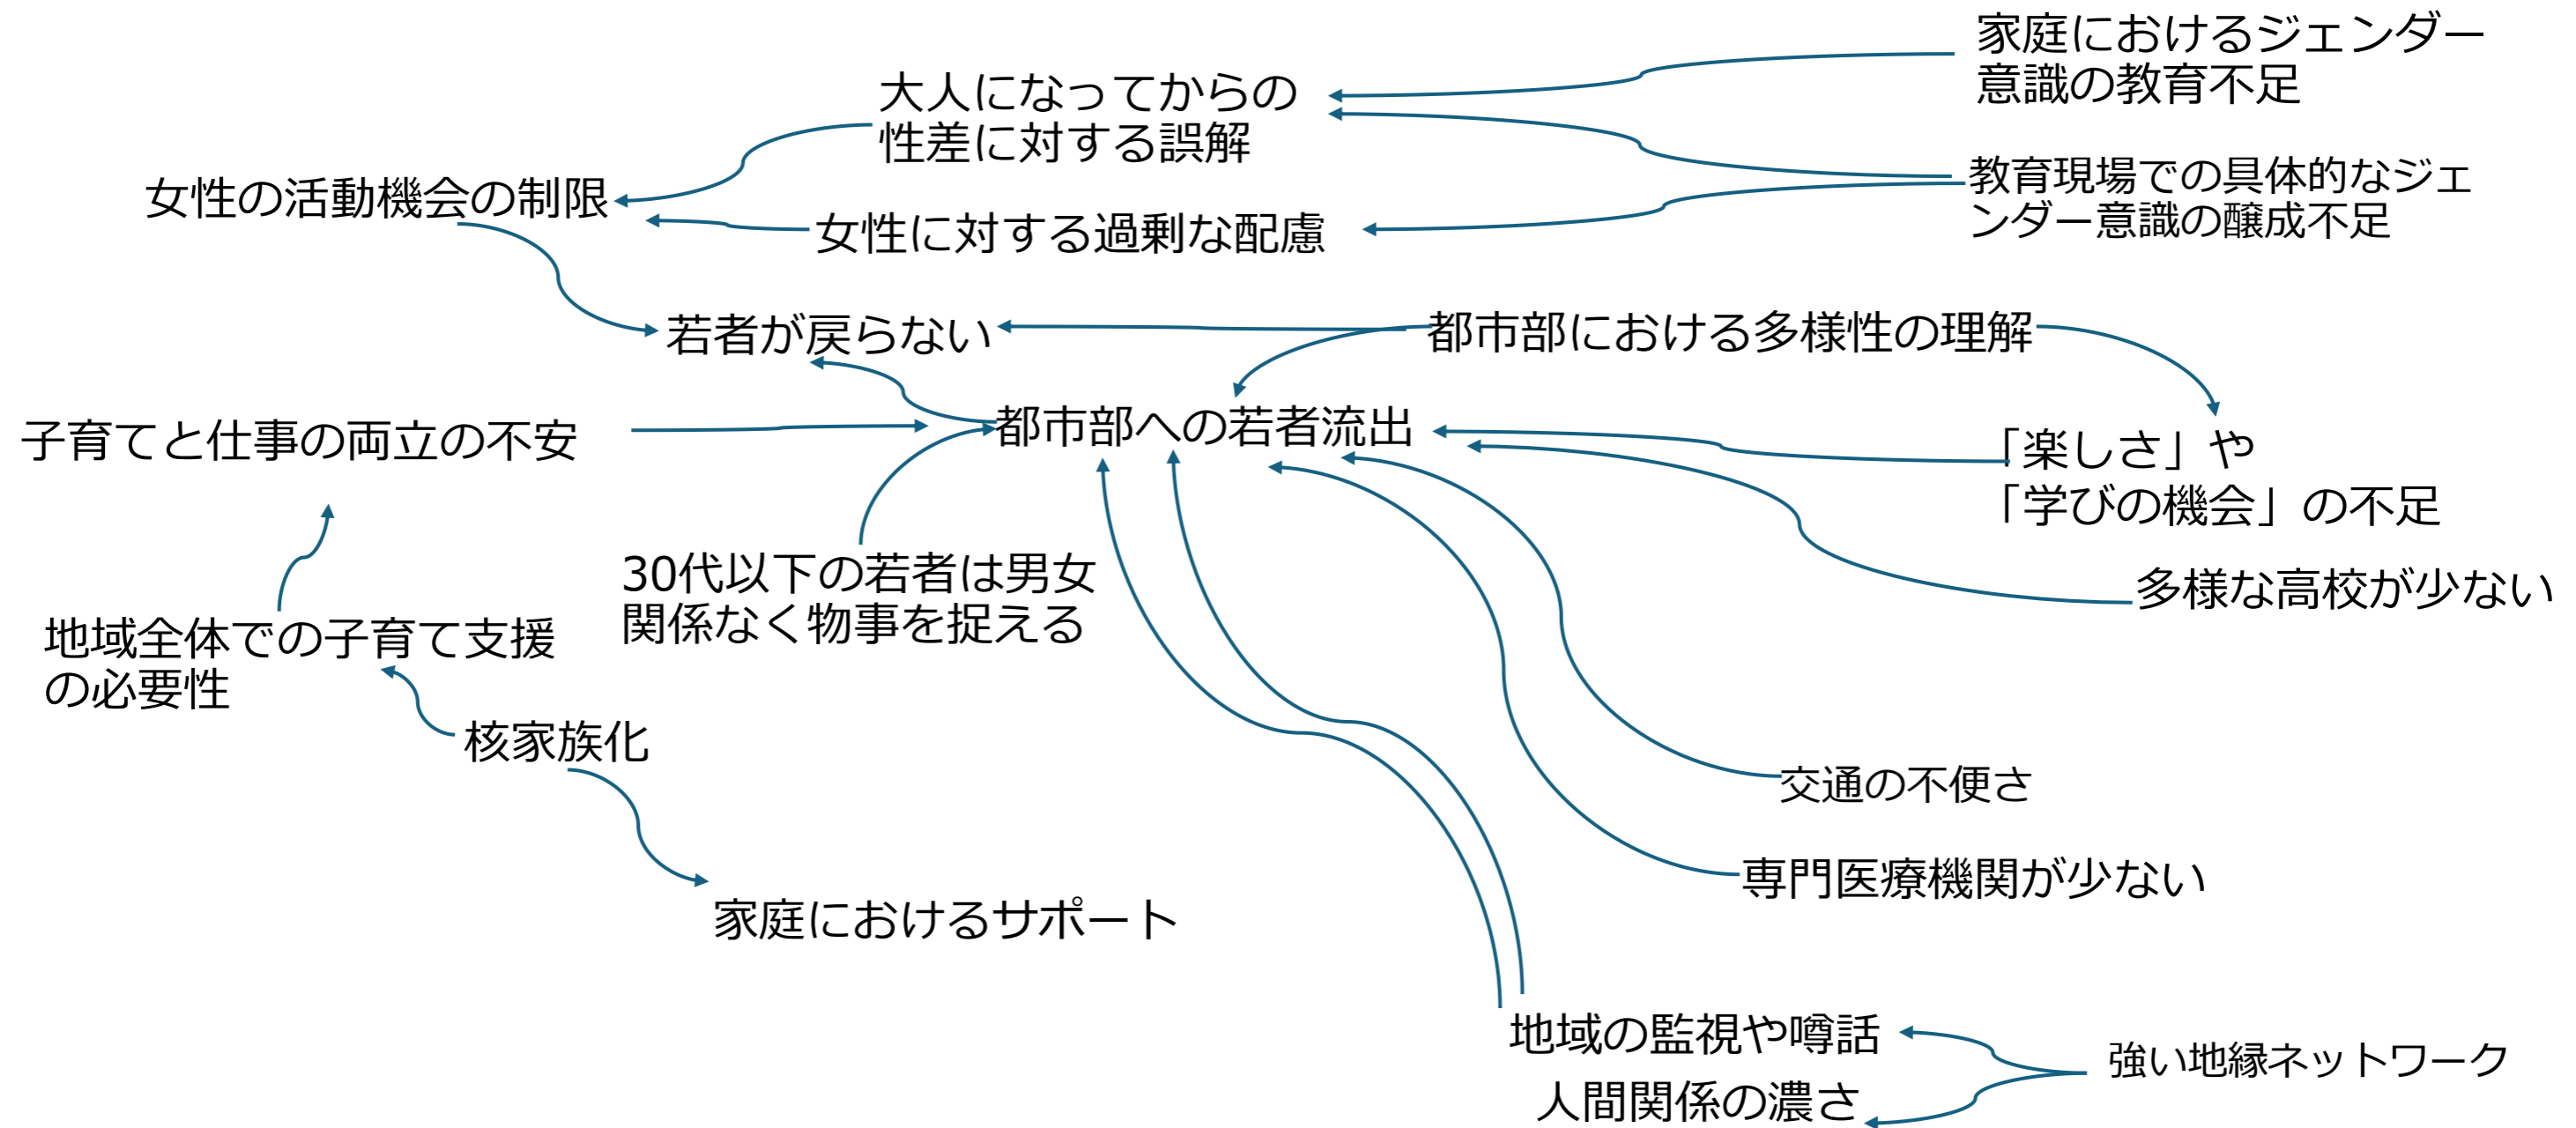 家庭におけるジェンダー
意識の教育不足
大人になってからの
性差に対する誤解
教育現場での具体的なジェ
ンダー意識の醸成不足
女性の活動機会の制限
女性に対する過剰な配慮
若者が戻らない
都市部における多様性の理解
子育てと仕事の両立の不安
都市部への若者流出
「楽しさ」や
「学びの機会」の不足
30代以下の若者は男女
関係なく物事を捉える
多様な高校が少ない
地域全体での子育て支援
の必要性
核家族化
交通の不便さ
専門医療機関が少ない
家庭におけるサポート
地域の監視や噂話
強い地縁ネットワーク
人間関係の濃さ